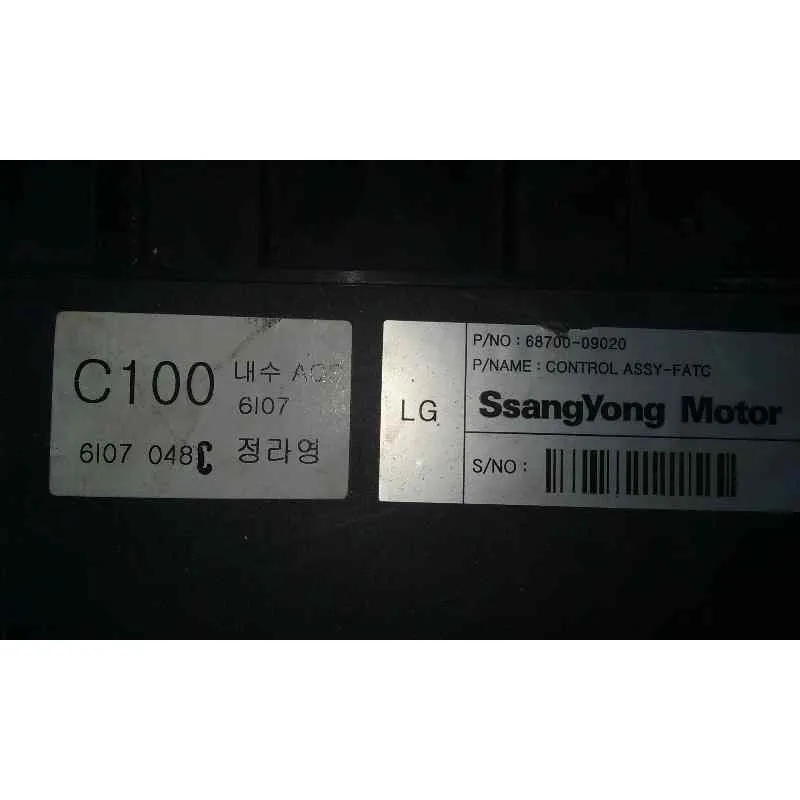 C100 내수
6I07
6I07 048 정라영
LG
P/NO : 68700-09020
P/NAME : CONTROL ASSY-FATC
SsangYong Motor
S/NO :